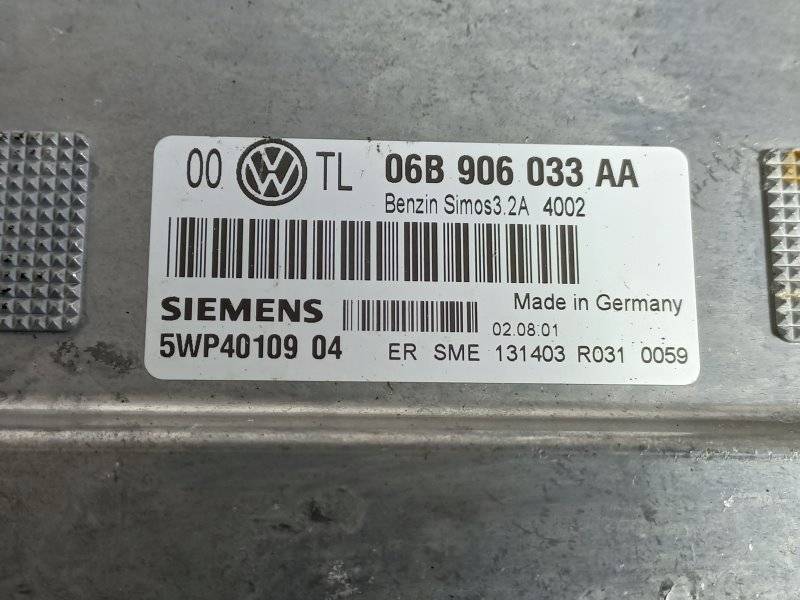 00 VW TL 06B 906 033 AA
Benzin Simos3.2A 4002
SIEMENS Made in Germany
02.08.01
5WP40109 04 ER SME 131403 R031 0059